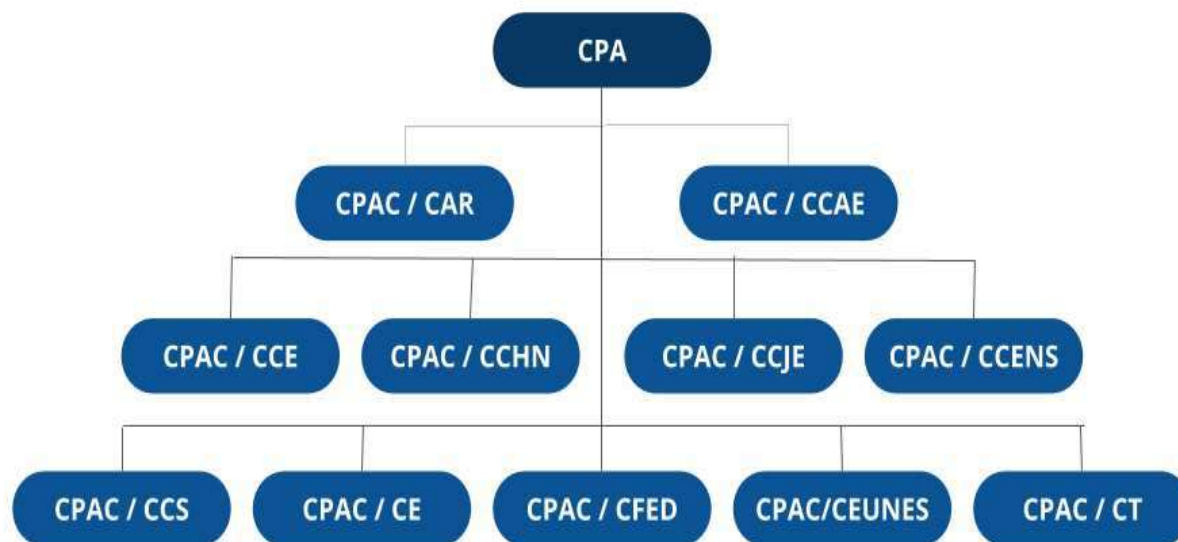 CPA
CPAC / CAR
CPAC / CCAE
CPAC / CCE
CPAC / CCHN
CPAC / CCJE
CPAC / CCENS
CPAC / CCS
CPAC / CE
CPAC / CFED
CPAC/CEUNES
CPAC / CT